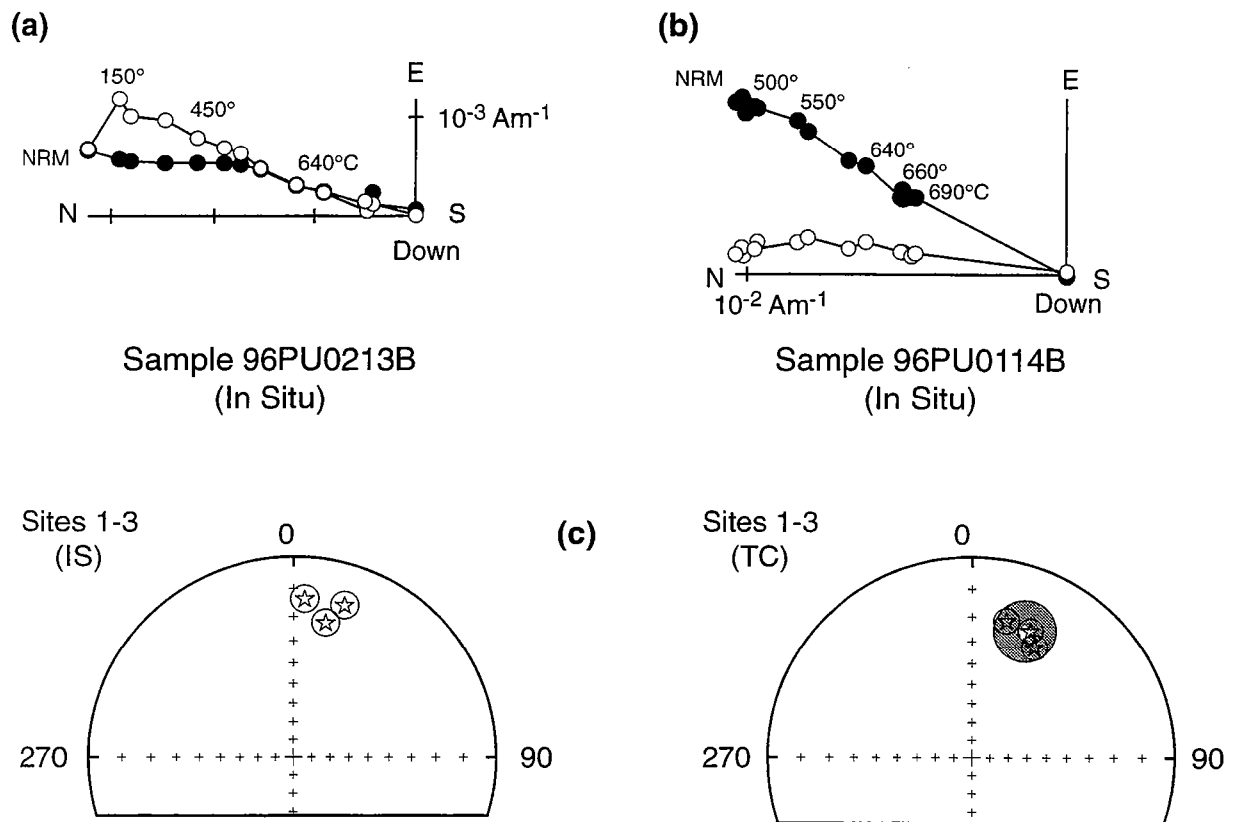 (a)
150°
E
450°
10⁻³ Am⁻¹
NRM
640°C
N
S
Down
Sample 96PU0213B
(In Situ)
(b)
NRM
500°
E
550°
640°
660°
690°C
N
S
10⁻² Am⁻¹
Down
Sample 96PU0114B
(In Situ)
(c)
Sites 1-3
(IS)
0
270
90
Sites 1-3
(TC)
0
270
90